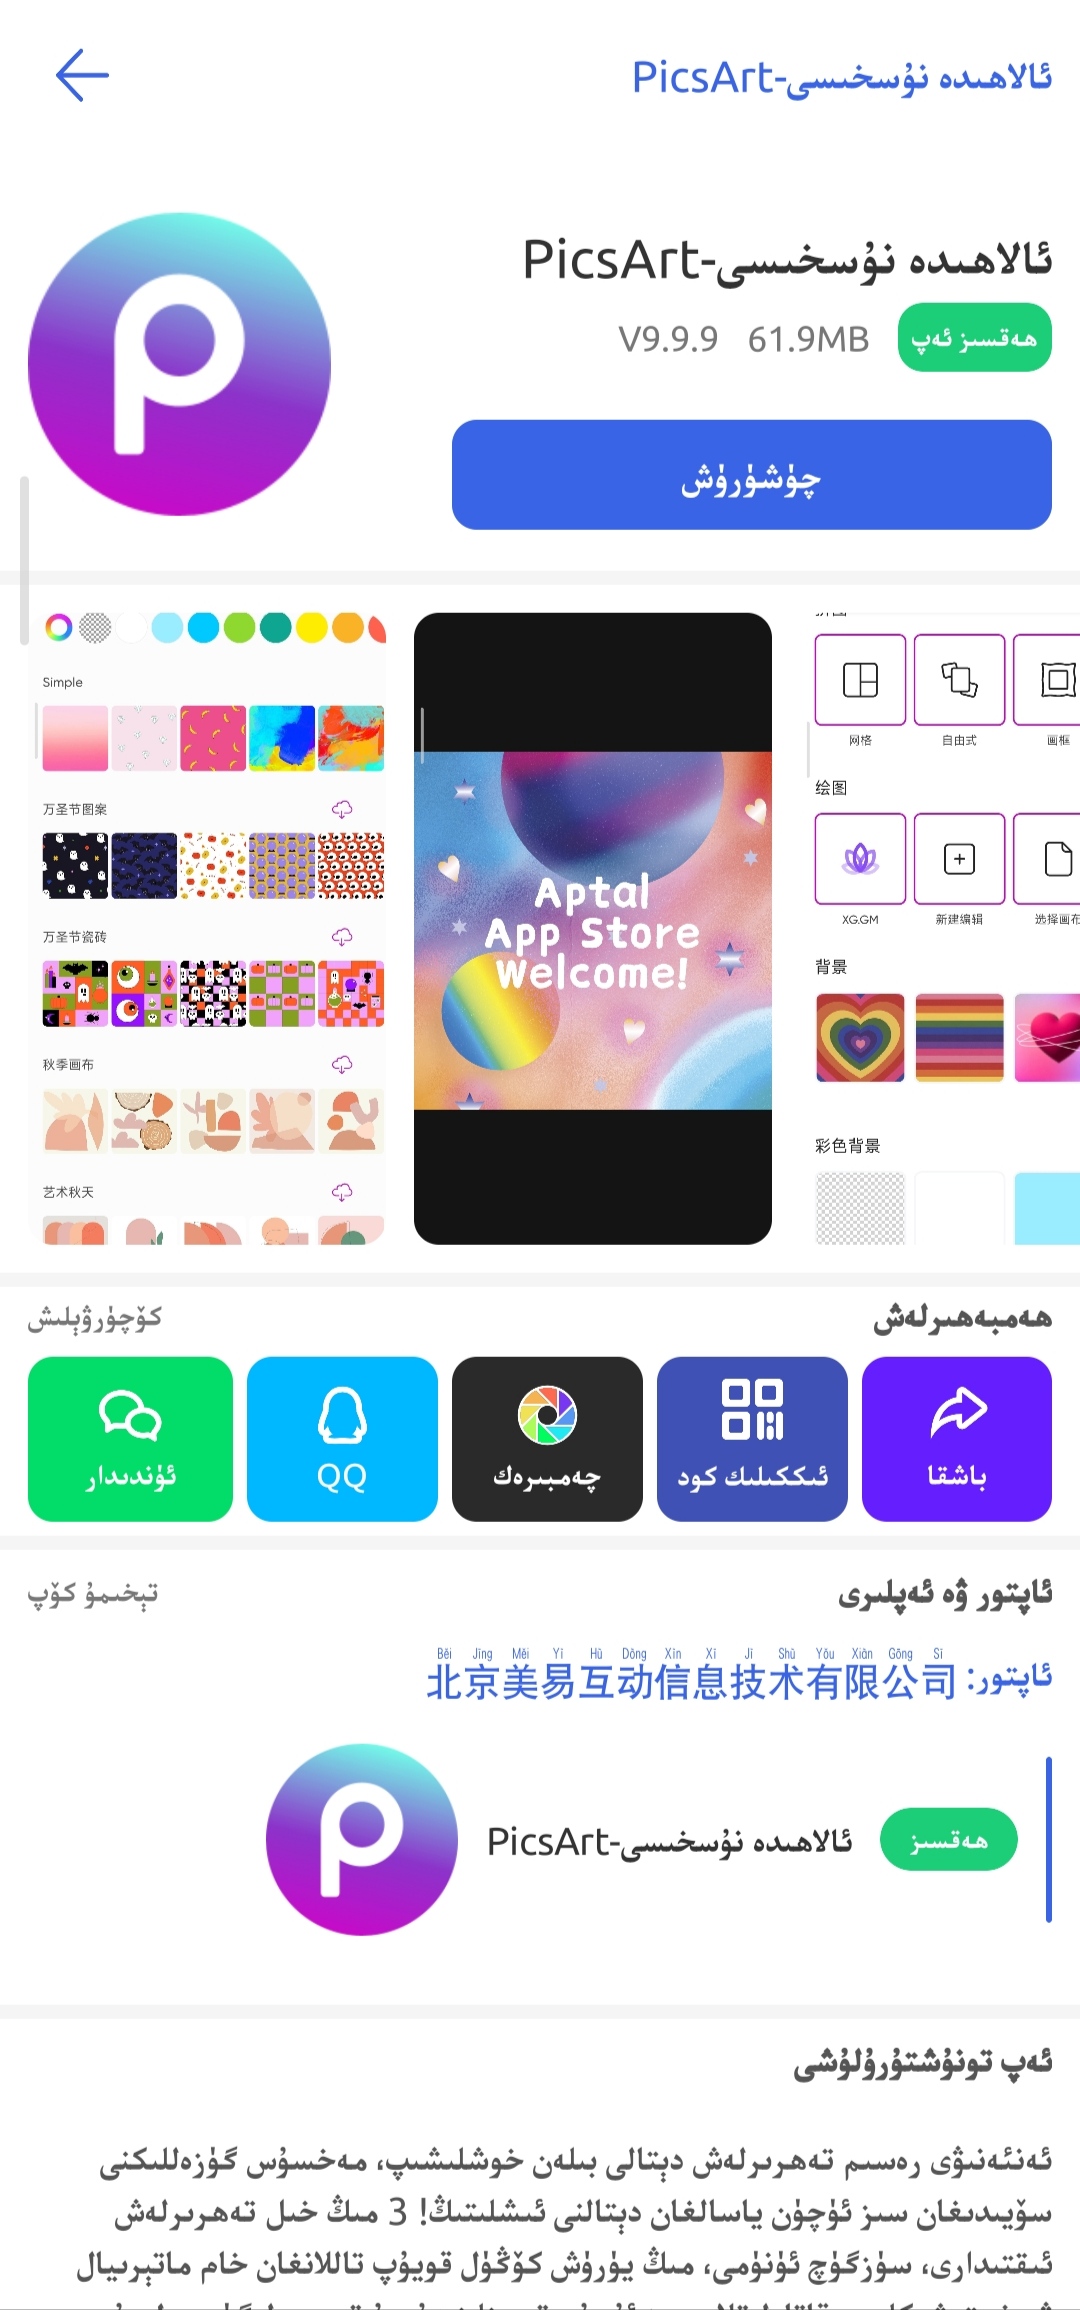 PicsArt-ئالاھىدە نۇسخىسى
PicsArt-ئالاھىدە نۇسخىسى
ھەقسىز ئەپ
61.9MB
V9.9.9
چۈشۈرۈش
Simple
万圣节图案
万圣节瓷砖
秋季画布
艺术秋天
Aptal
App Store
Welcome!
网格
自由式
画框
绘图
XG.GM
新建编辑
选择画布
背景
彩色背景
ھەمبەھىرلەش
كۆچۈرۋېلىش
باشقا
ئىككىلىك كود
چەمبىرەك
QQ
ئۈندىدار
ئاپتور ۋە ئەپلىرى
تېخىمۇ كۆپ
Běi Jīng Měi Yì Hù Dòng Xìn Xī Jì Shù Yǒu Xiàn Gōng Sī
ئاپتور: 北京美易互动信息技术有限公司
ھەقسىز
PicsArt-ئالاھىدە نۇسخىسى
ئەپ تونۇشتۇرۇلۇشى
ئەنئەنىۋى رەسىم تەھرىرلەش دېتالى بىلەن خوشلىشىپ، مەخسۇس گۈزەللىكنى
سۆيىدىغان سىز ئۈچۈن ياسالغان دېتالنى ئىشلىتىڭ! 3 مىڭ خىل تەھرىرلەش
ئىقتىدارى، سۈزگۈچ ئۈنۈمى، مىڭ يۈرۈش كۆڭۈل قويۇپ تاللانغان خام ماتېرىيال